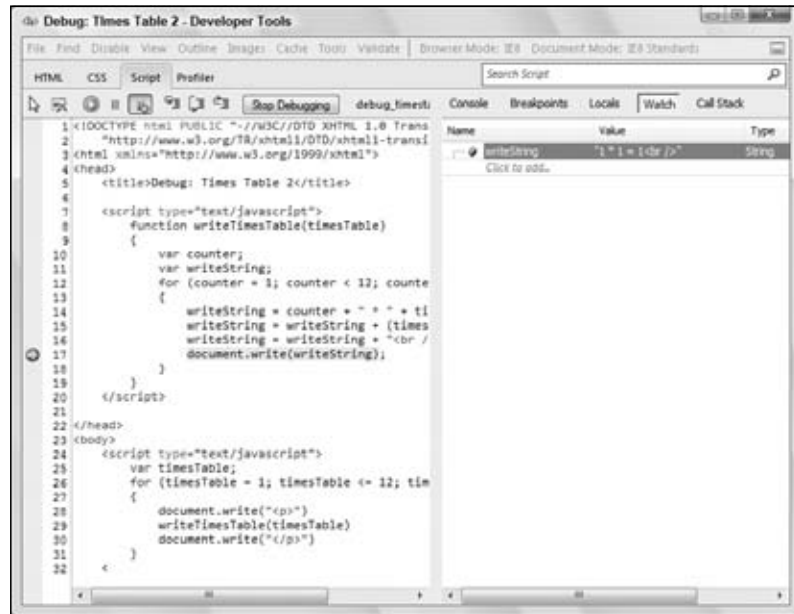 Debug: Times Table 2 - Developer Tools
File Find Disable View Outline Images Cache Tools Validate Browser Mode: IE8 Document Mode: IE8 Standards
HTML CSS Script Profiler Search Script
Stop Debugging debug_timest Console Breakpoints Locals Watch Call Stack
Name Value Type
writeString "1 * 1 = 1<br />" String
Click to add...
1 <!DOCTYPE html PUBLIC "-//W3C//DTD XHTML 1.0 Trans
2 "http://www.w3.org/TR/xhtml1/DTD/xhtml1-transi
3 <html xmlns="http://www.w3.org/1999/xhtml">
4 <head>
5 <title>Debug: Times Table 2</title>
6
7 <script type="text/javascript">
8 function writeTimesTable(timesTable)
9 {
10 var counter;
11 var writeString;
12 for (counter = 1; counter < 12; counte
13 {
14 writeString = counter + " * " + ti
15 writeString = writeString + (times
16 writeString = writeString + "<br /
17 document.write(writeString);
18 }
19 }
20 </script>
21
22 </head>
23 <body>
24 <script type="text/javascript">
25 var timesTable;
26 for (timesTable = 1; timesTable <= 12; tim
27 {
28 document.write("<p>")
29 writeTimesTable(timesTable)
30 document.write("</p>")
31 }
32 <